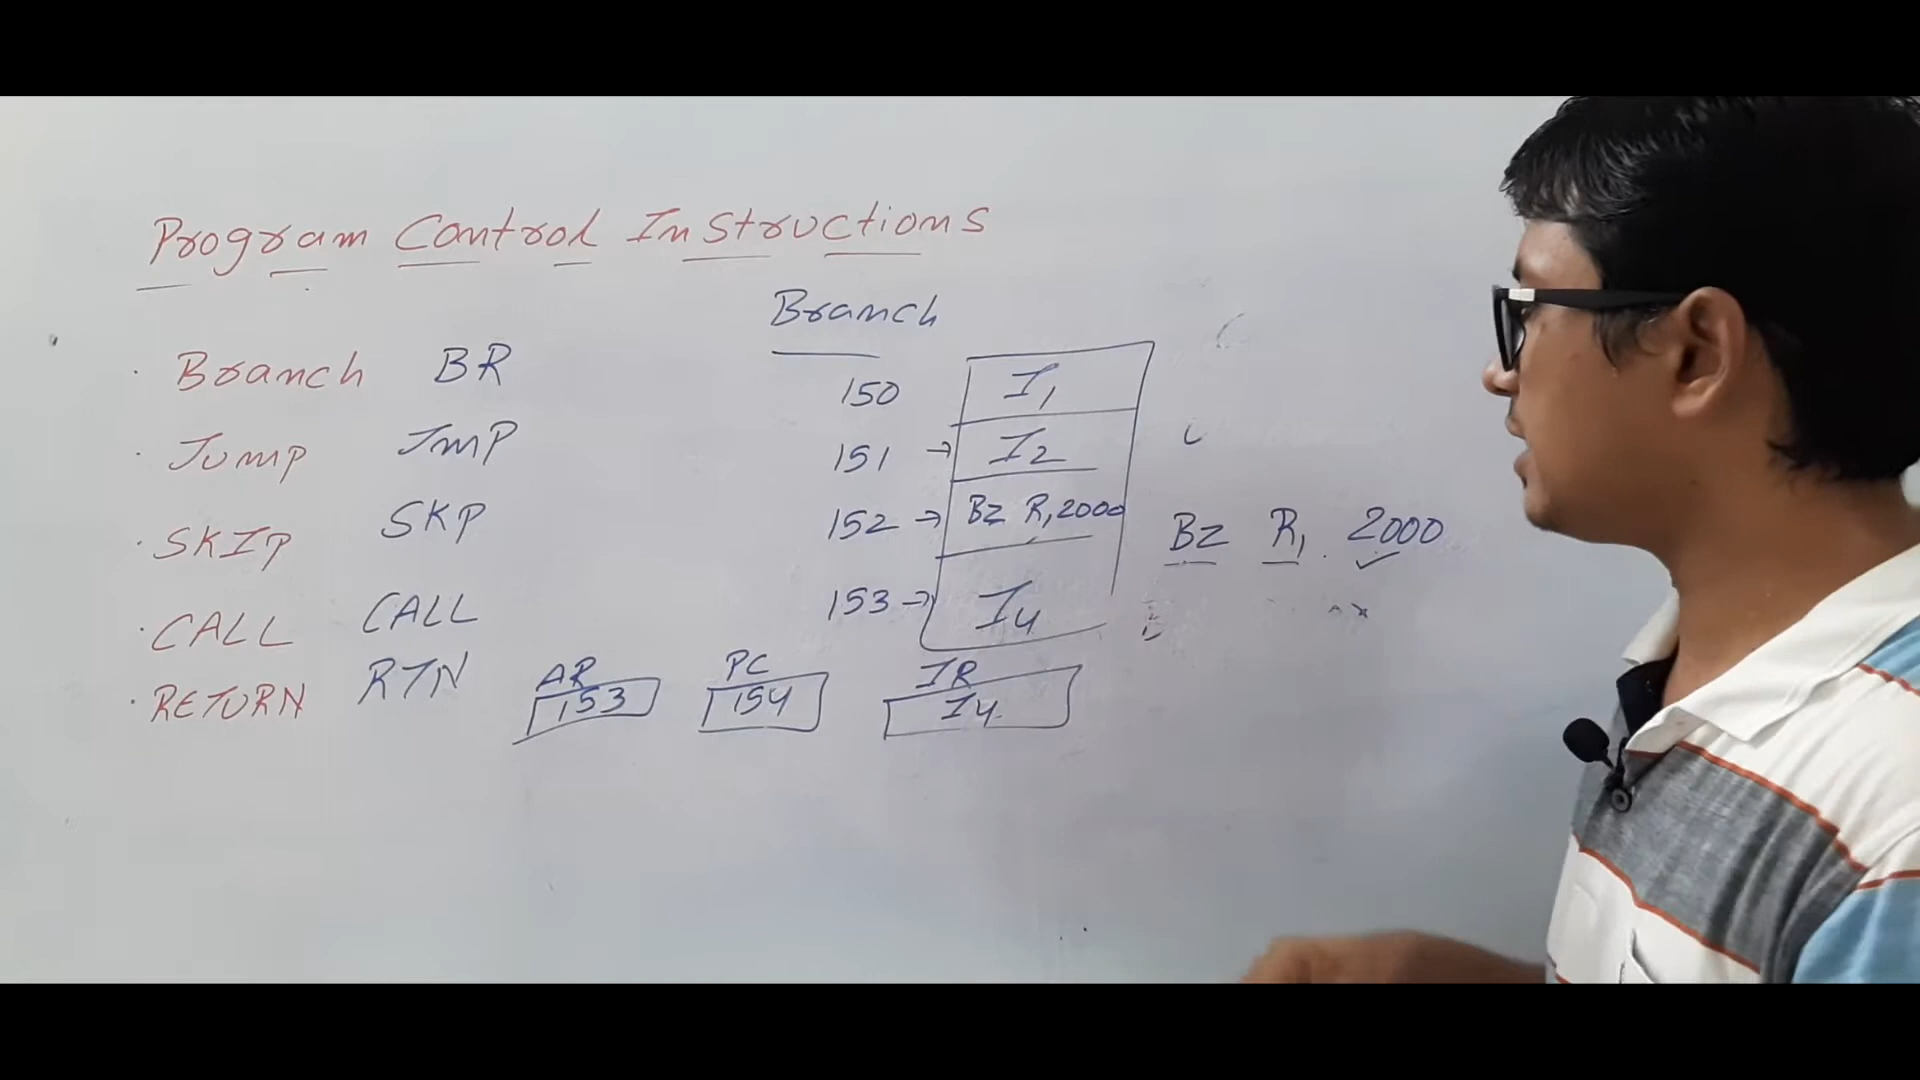 Program Control Instructions
Branch
· Branch BR
· Jump JMP
· SKIP SKP
· CALL CALL
· RETURN RTN
150 I1
151 → I2
152 → BZ R1 2000
153 → I4
BZ R1. 2000
AR PC IR
153 154 I4.